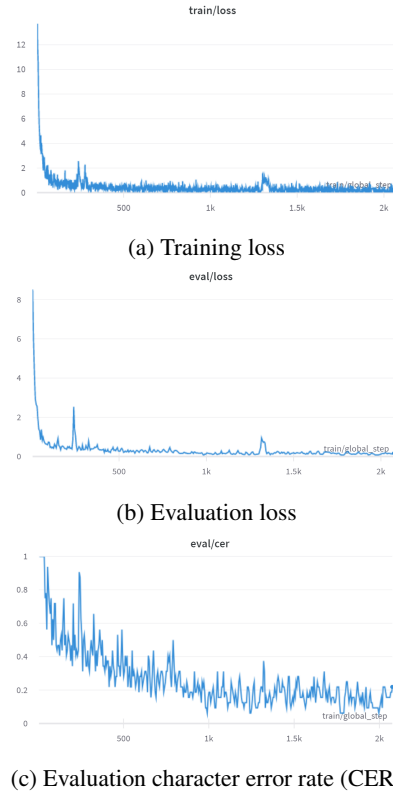 train/loss
12
10
8
6
4
2
0
train/global_step
500
1k
1.5k
2k
(a) Training loss
eval/loss
8
6
4
2
0
train/global_step
500
1k
1.5k
2k
(b) Evaluation loss
eval/cer
1
0.8
0.6
0.4
0.2
0
train/global_step
500
1k
1.5k
2k
(c) Evaluation character error rate (CER